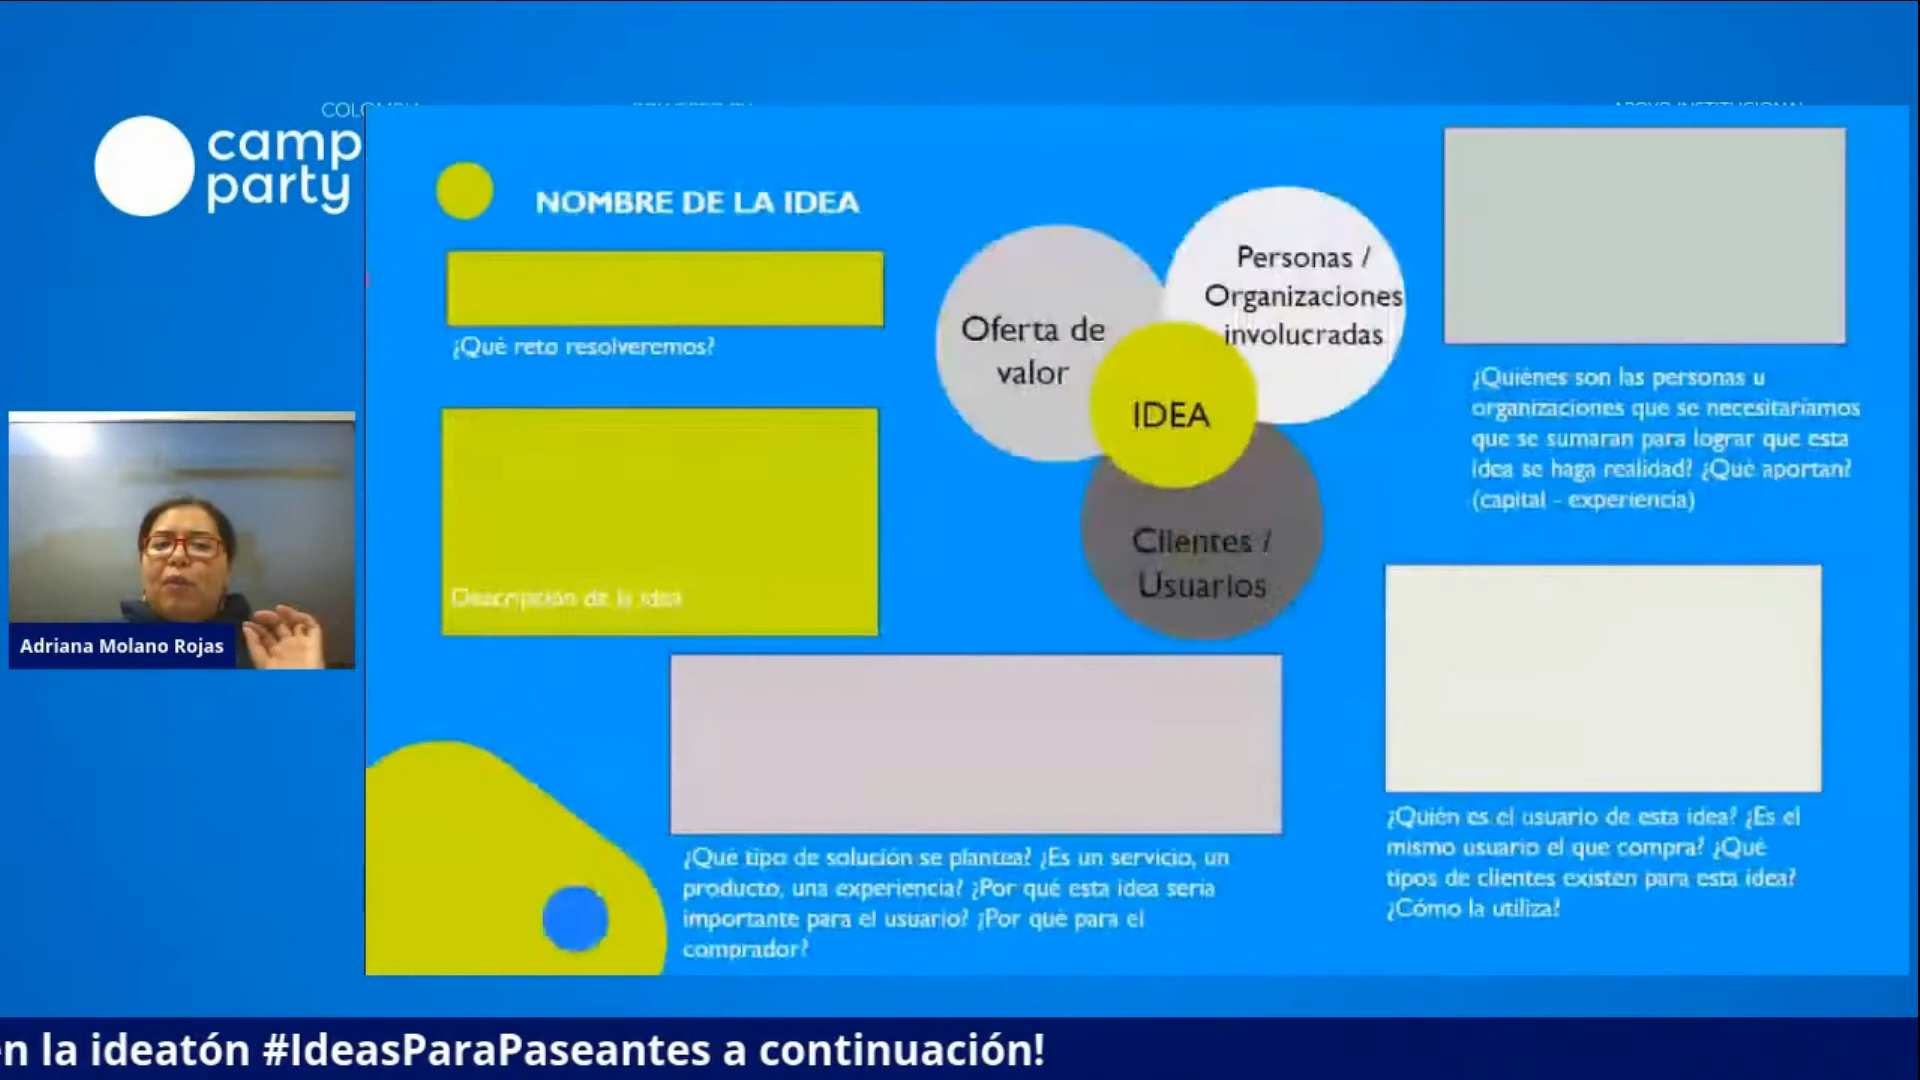 COLOMBIA
camp
party
NOMBRE DE LA IDEA
¿Qué reto resolveremos?
Descripción de la idea
Oferta de
valor
Personas /
Organizaciones
involucradas
IDEA
Clientes /
Usuarios
¿Quiénes son las personas u
organizaciones que se necesitaríamos
que se sumaran para lograr que esta
idea se haga realidad? ¿Qué aportan?
(capital - experiencia)
¿Qué tipo de solución se plantea? ¿Es un servicio, un
producto, una experiencia? ¿Por qué esta idea sería
importante para el usuario? ¿Por qué para el
comprador?
¿Quién es el usuario de esta idea? ¿Es el
mismo usuario el que compra? ¿Qué
tipos de clientes existen para esta idea?
¿Cómo la utiliza?
Adriana Molano Rojas
en la ideatón #IdeasParaPaseantes a continuación!